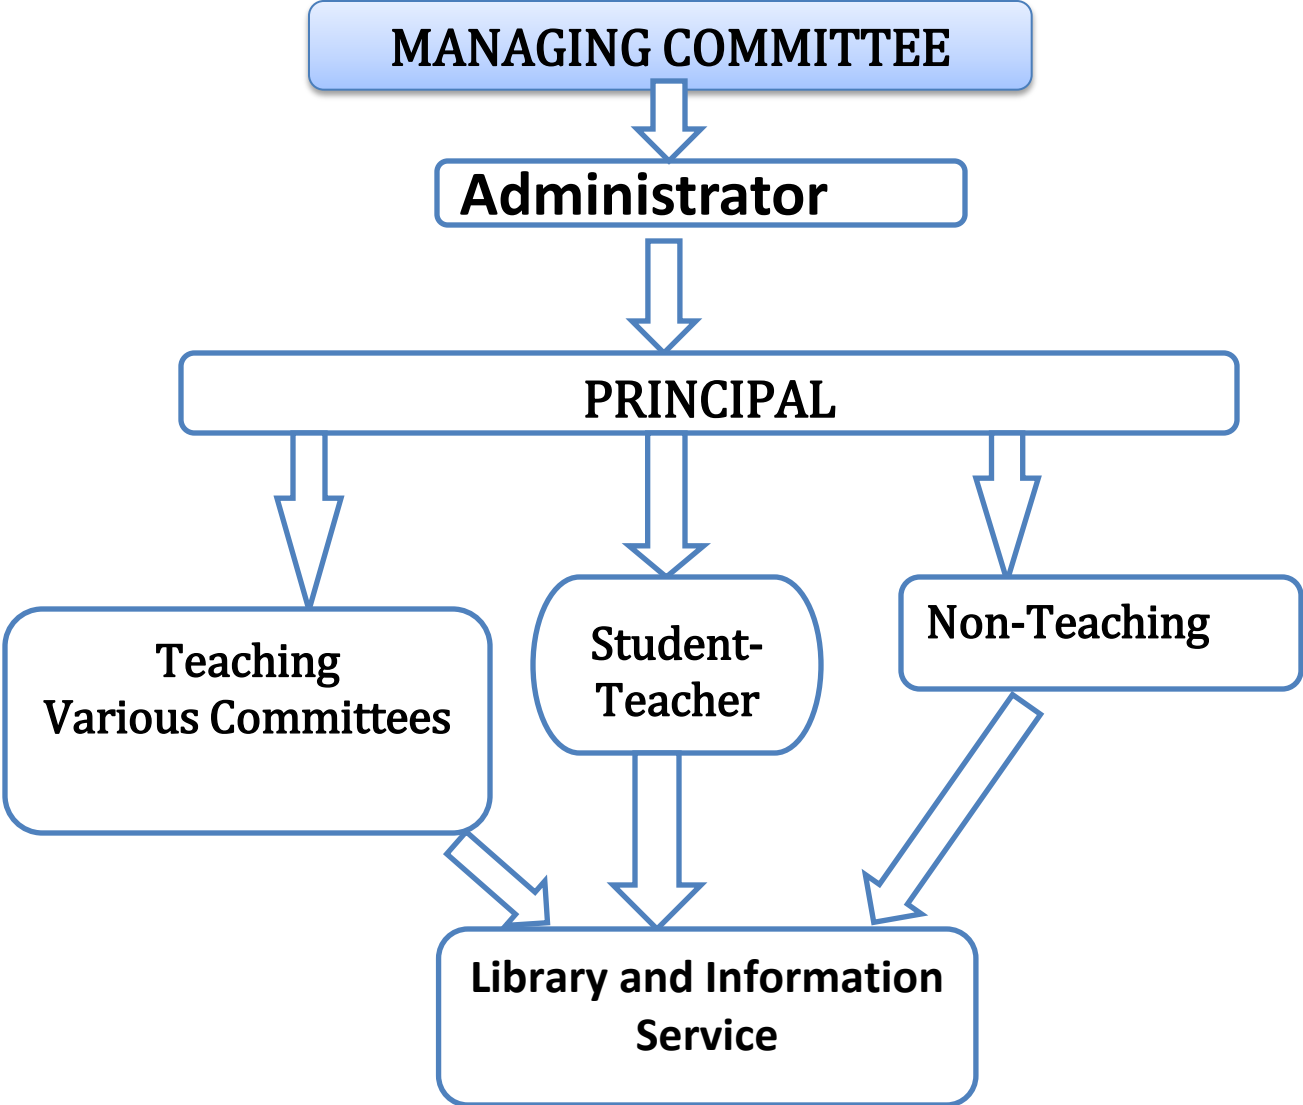 MANAGING COMMITTEE
Administrator
PRINCIPAL
Teaching
Various Committees
Student-
Teacher
Non-Teaching
Library and Information
Service